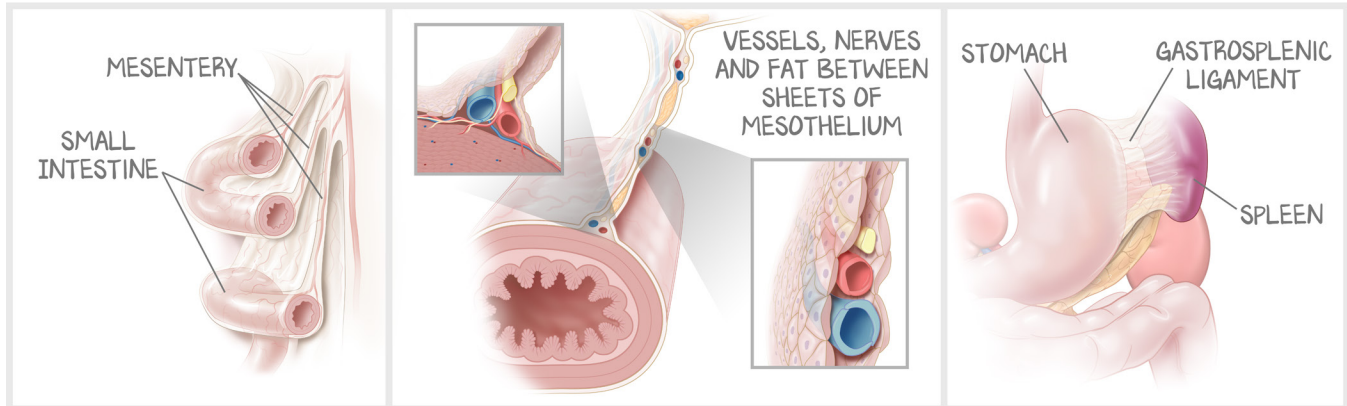 MESENTERY
SMALL
INTESTINE
VESSELS, NERVES
AND FAT BETWEEN
SHEETS OF
MESOTHELIUM
STOMACH
GASTROSPLENIC
LIGAMENT
SPLEEN